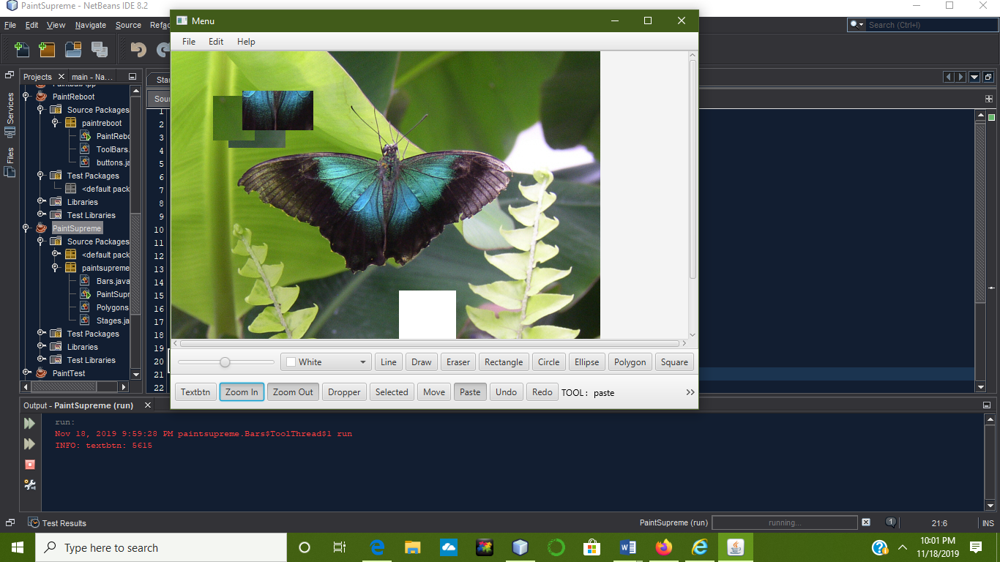 PaintSupreme - NetBeans IDE 8.2
File Edit View Navigate Source Refac
Search (Ctrl+I)
Menu
File Edit Help
Projects main - Na...
Services
Files
PaintReboot
Source Packages
paintreboot
PaintRebo
ToolBars.
buttons.ja
Test Packages
<default pack
Libraries
Test Libraries
PaintSupreme
Source Packages
<default pack
paintsupreme
Bars.java
PaintSupr
Polygons
Stages.ja
Test Packages
Libraries
Test Libraries
PaintTest
Star
Sour
1
2
3
4
5
6
7
8
9
10
11
12
13
14
15
16
17
18
19
20
21
22
White Line Draw Eraser Rectangle Circle Ellipse Polygon Square
Textbtn Zoom In Zoom Out Dropper Selected Move Paste Undo Redo TOOL: paste
Output - PaintSupreme (run)
run:
Nov 18, 2019 9:59:28 PM paintsupreme.Bars$ToolThread$1 run
INFO: textbtn: 5615
Test Results
PaintSupreme (run) running... 1 21:6 INS
Type here to search
10:01 PM
11/18/2019